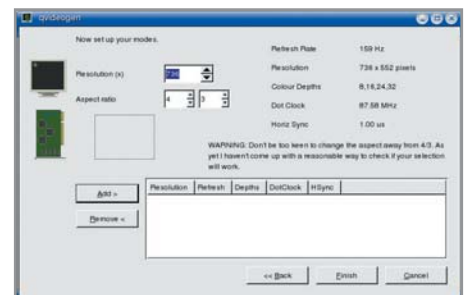 qvideogen
Now set up your modes.
Resolution (x) 736
Aspect ratio 4 3
Refresh Rate 159 Hz
Resolution 736 x 552 pixels
Colour Depths 8,16,24,32
Dot Clock 87.58 MHz
Horiz Sync 1.00 us
WARNING: Don't be too keen to change the aspect away from 4/3. As
yet I haven't come up with a reasonable way to check if your selection
will work.
Add >
Remove <
Resolution Refresh Depths DotClock HSync
<< Back Finish Cancel